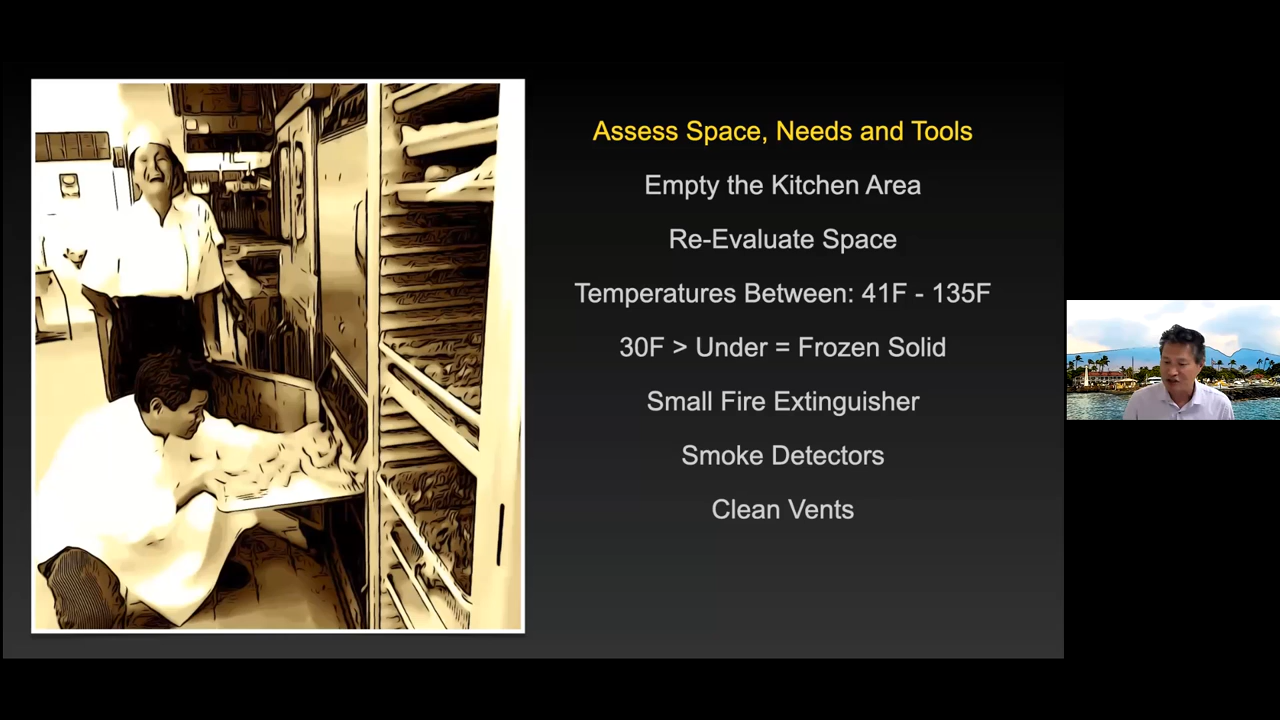 Assess Space, Needs and Tools
Empty the Kitchen Area
Re-Evaluate Space
Temperatures Between: 41F - 135F
30F > Under = Frozen Solid
Small Fire Extinguisher
Smoke Detectors
Clean Vents